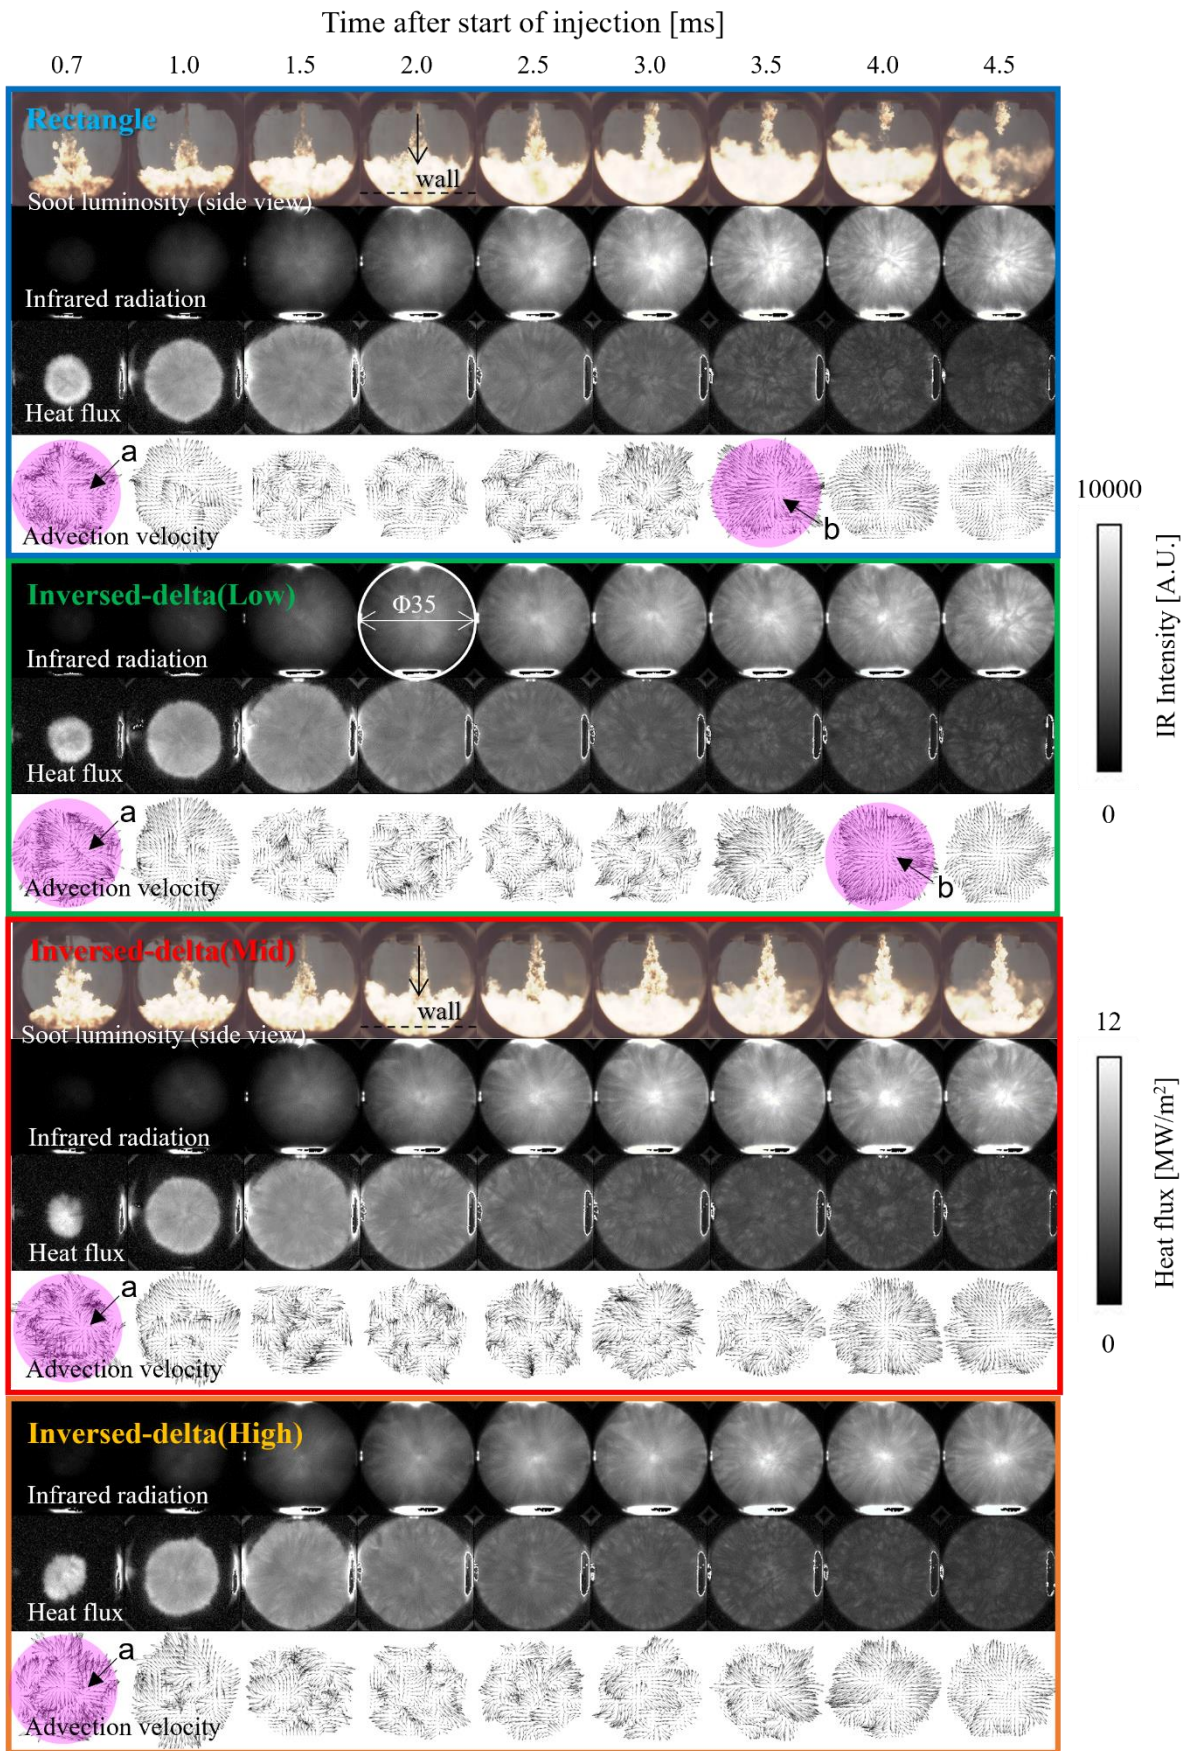 Time after start of injection [ms]
0.7 1.0 1.5 2.0 2.5 3.0 3.5 4.0 4.5
Rectangle
wall
Soot luminosity (side view)
Infrared radiation
Heat flux
a
b
Advection velocity
Inversed-delta(Low)
Φ35
Infrared radiation
Heat flux
a
b
Advection velocity
Inversed-delta(Mid)
wall
Soot luminosity (side view)
Infrared radiation
Heat flux
a
Advection velocity
Inversed-delta(High)
Infrared radiation
Heat flux
a
Advection velocity
10000
IR Intensity [A.U.]
0
12
Heat flux [MW/m²]
0